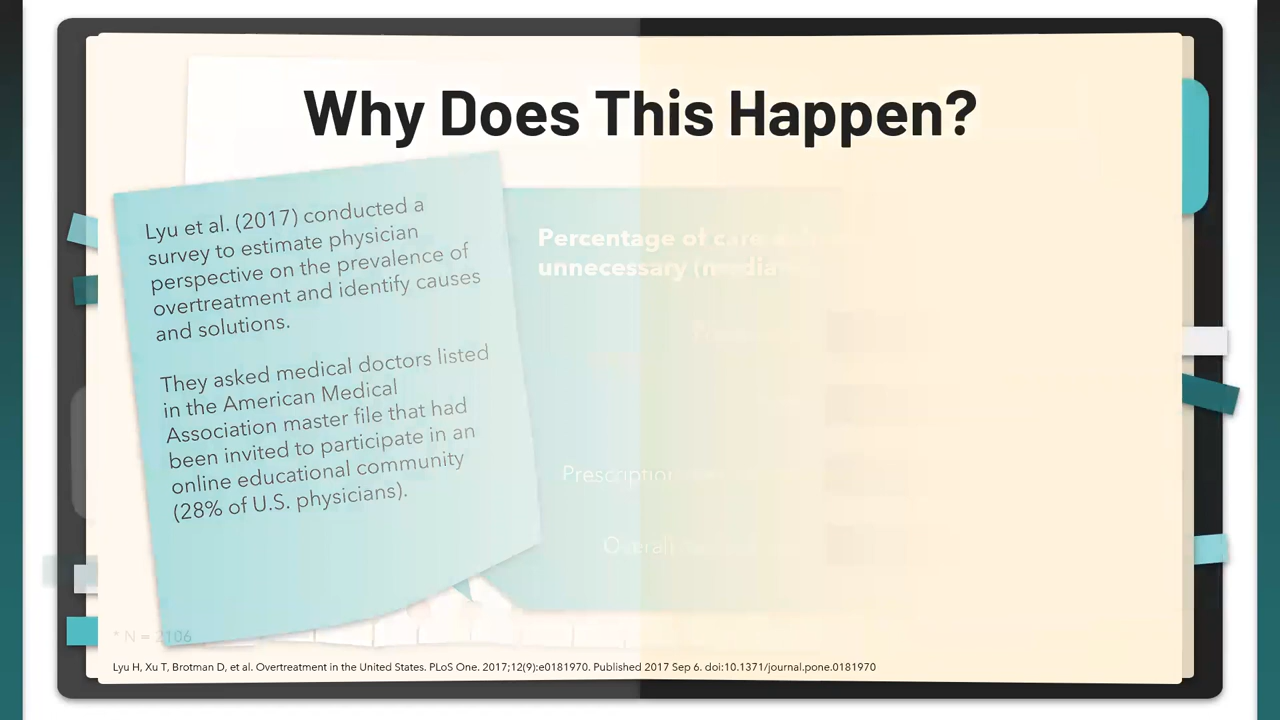 Why Does This Happen?
Lyu et al. (2017) conducted a
survey to estimate physician
perspective on the prevalence of
overtreatment and identify causes
and solutions.
They asked medical doctors listed
in the American Medical
Association master file that had
been invited to participate in an
online educational community
(28% of U.S. physicians).
Percentage of care
unnecessary
Prescription
Overall
* N = 2106
Lyu H, Xu T, Brotman D, et al. Overtreatment in the United States. PLoS One. 2017;12(9):e0181970. Published 2017 Sep 6. doi:10.1371/journal.pone.0181970